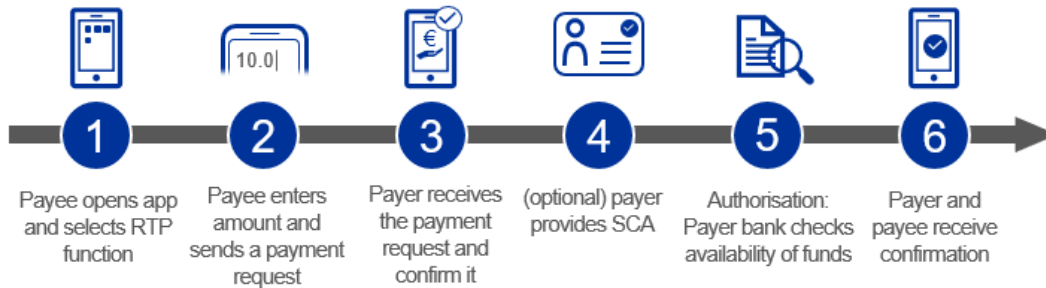 10.0
€
1
2
3
4
5
6
Payee opens app
and selects RTP
function
Payee enters
amount and
sends a payment
request
Payer receives
the payment
request and
confirm it
(optional) payer
provides SCA
Authorisation:
Payer bank checks
availability of funds
Payer and
payee receive
confirmation